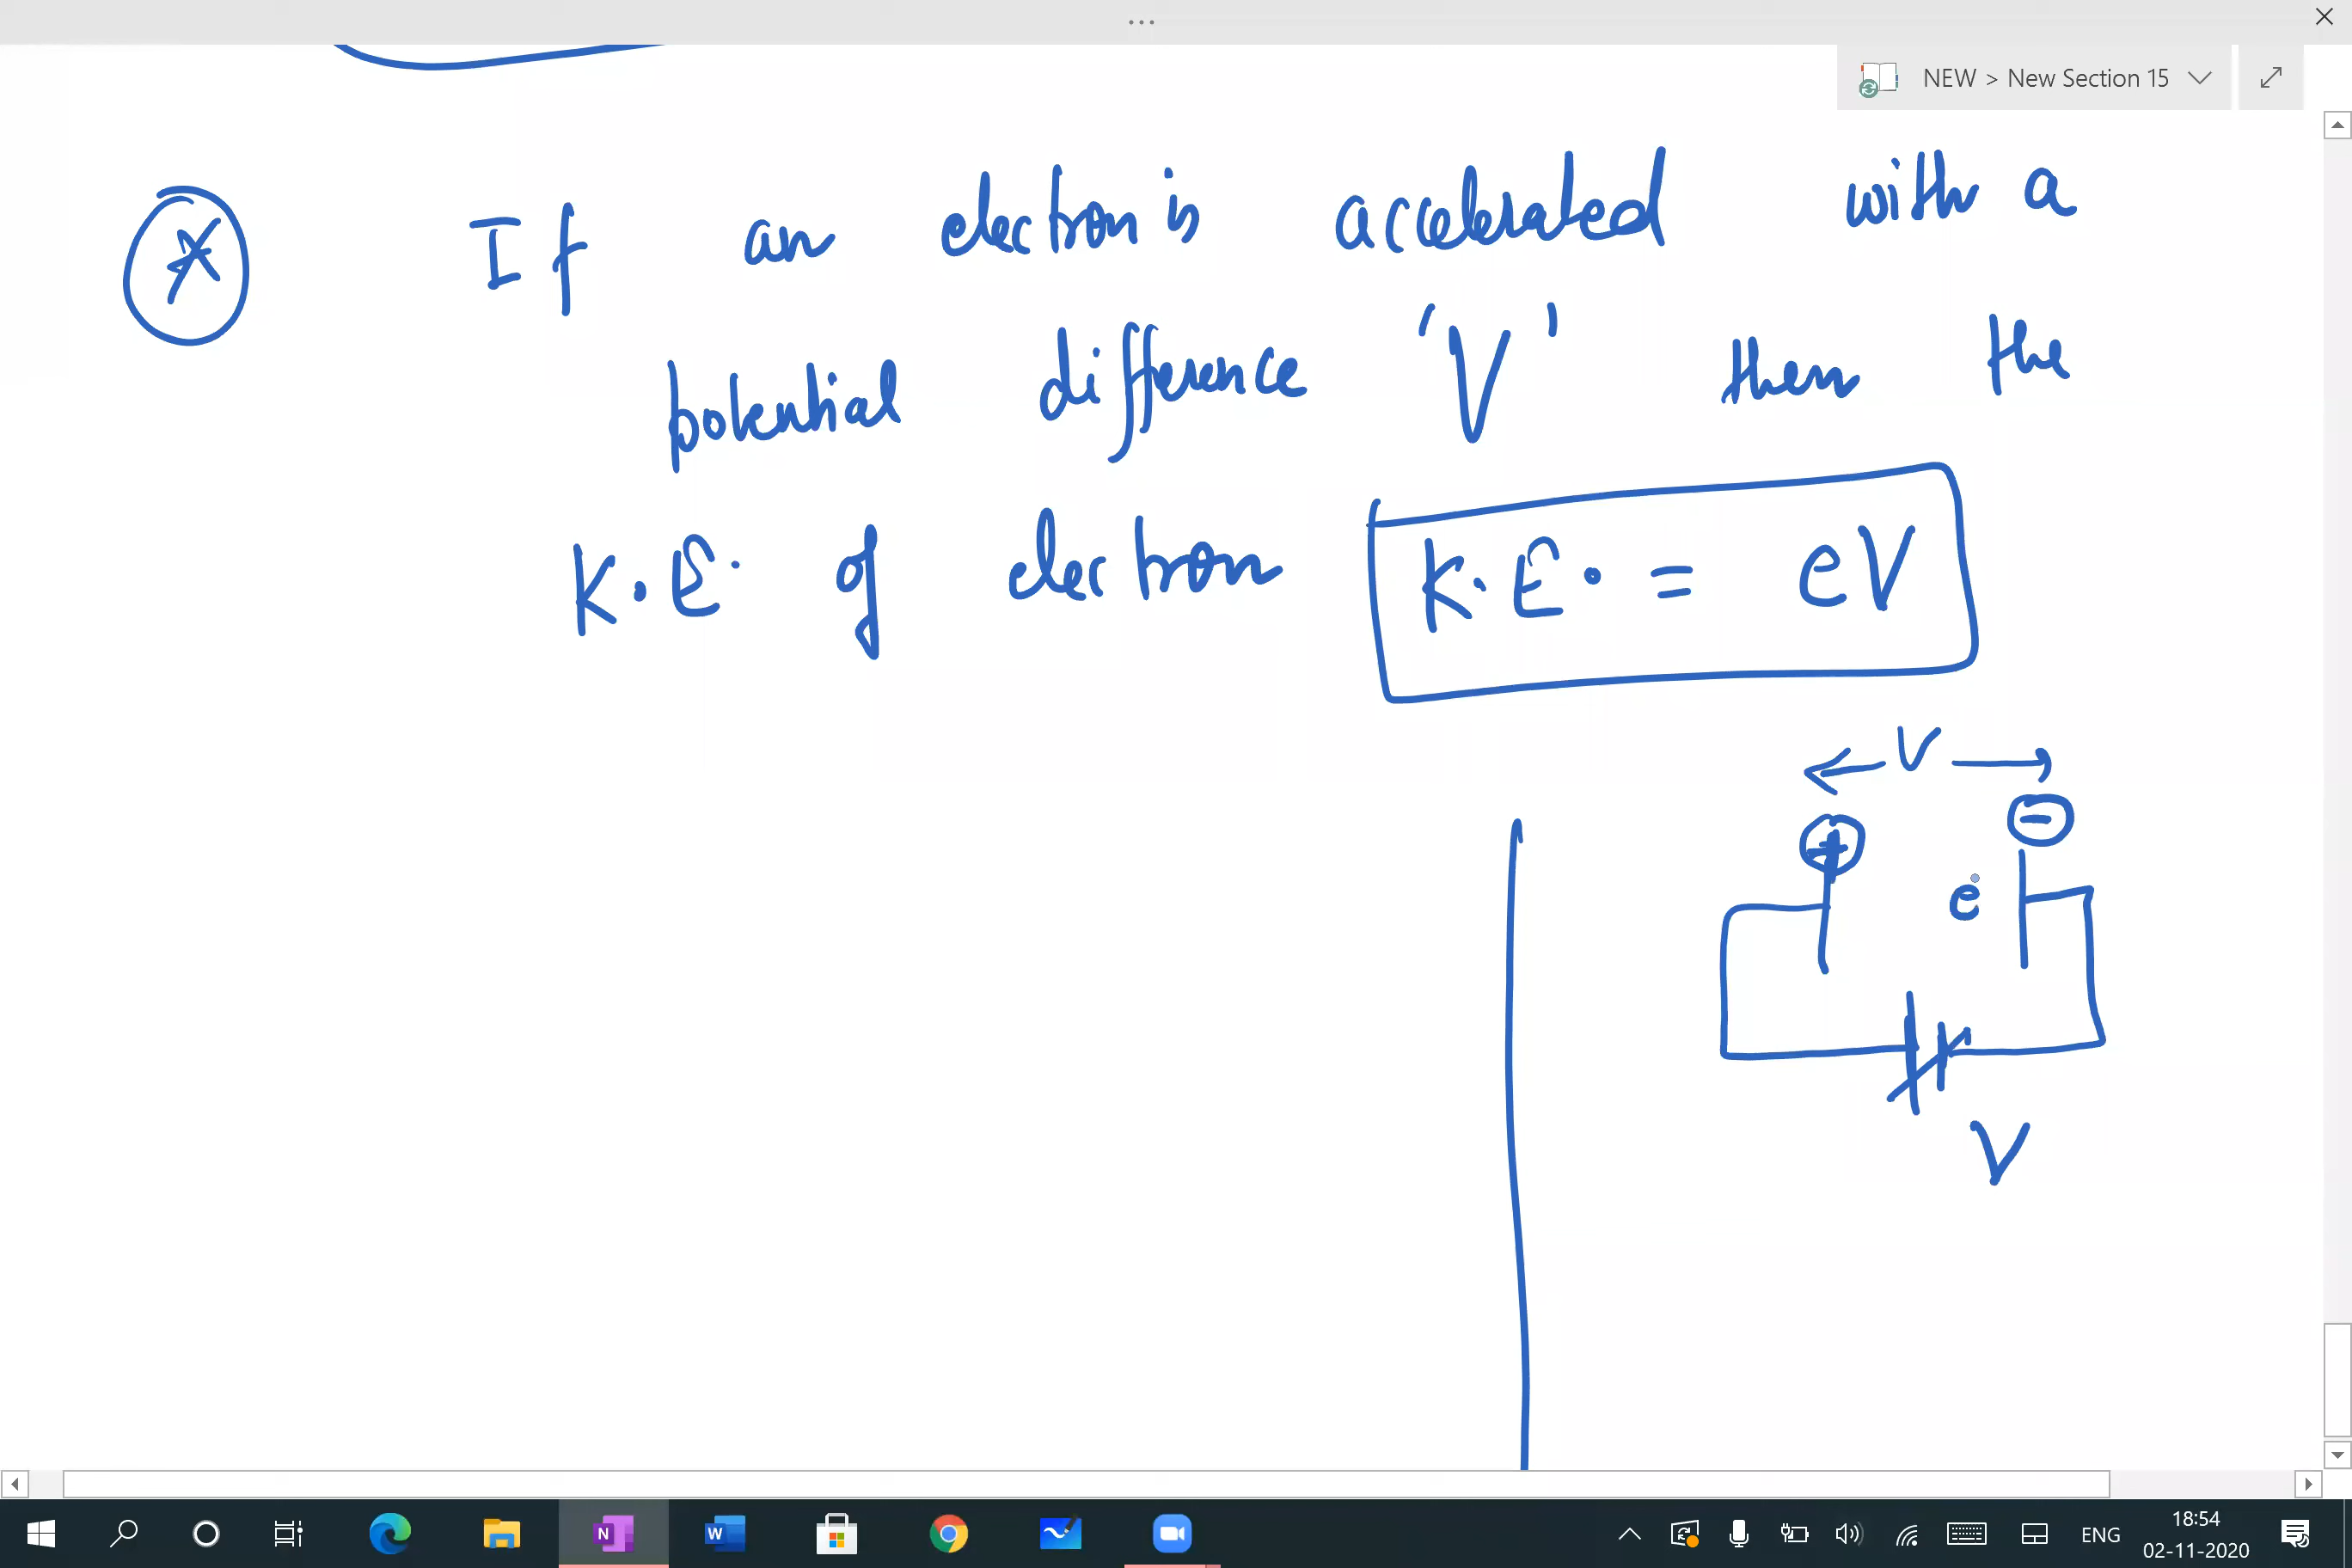 ...
NEW > New Section 15
If an electron is accelerated with a
potential difference 'V' then the
K.E. of electron K.E. = eV
← V →
+ −
e
V
ENG
18:54
02-11-2020